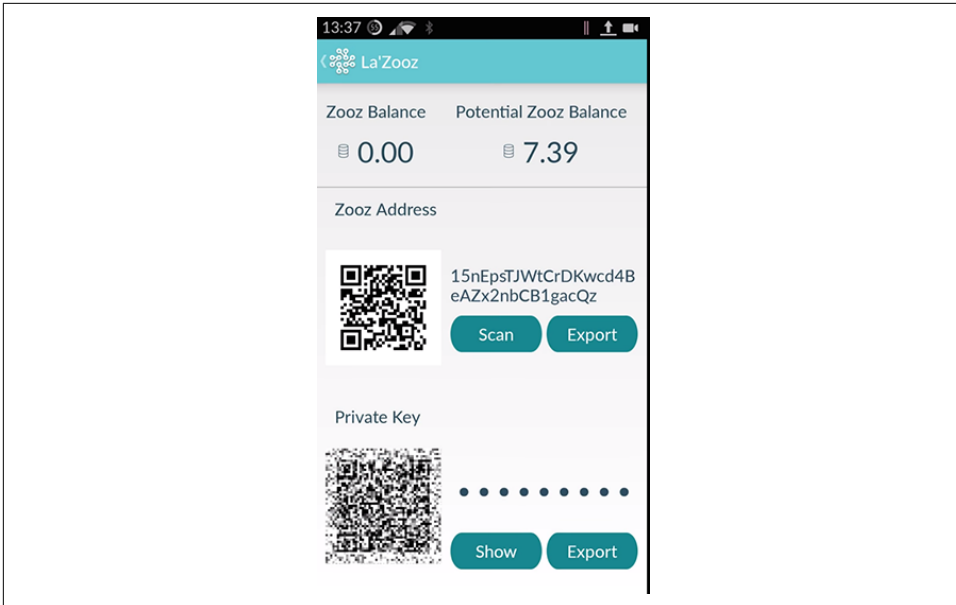 13:37
La'Zooz
Zooz Balance Potential Zooz Balance
0.00 7.39
Zooz Address
15nEpsTJWtCrDKwcd4B
eAZx2nbCB1gacQz
Scan Export
Private Key
Show Export